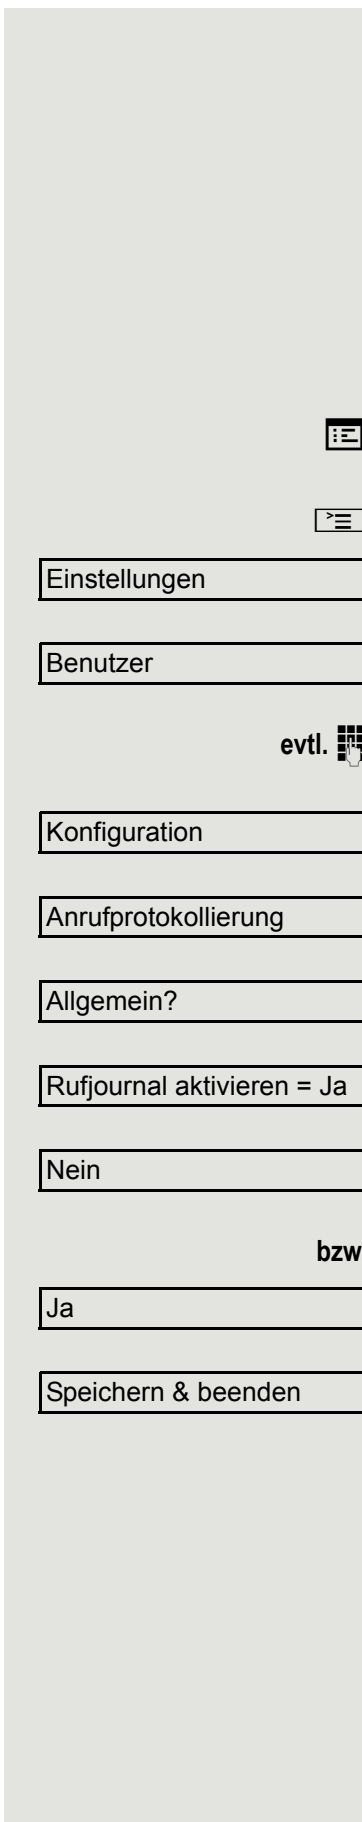 Einstellungen
Benutzer
evtl.
Konfiguration
Anrufprotokollierung
Allgemein?
Rufjournal aktivieren = Ja
Nein
bzw
Ja
Speichern & beenden